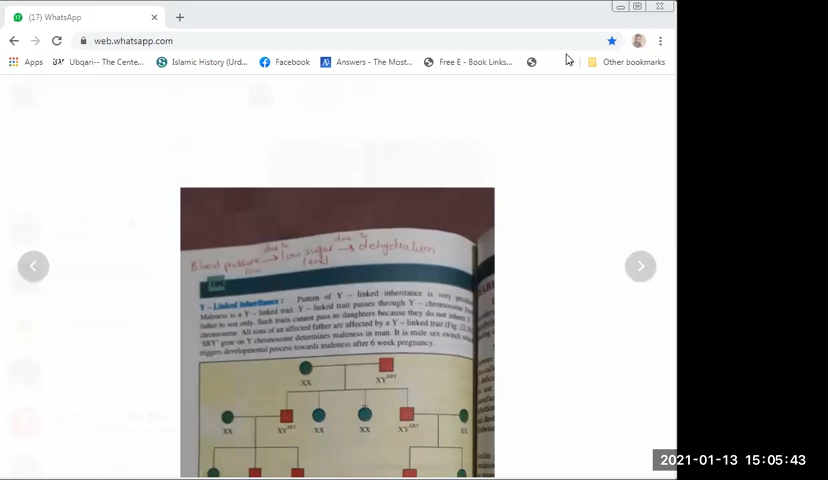 (17) WhatsApp
web.whatsapp.com
Apps Ubqari-- The Cente... Islamic History (Urd... Facebook Answers - The Most... Free E - Book Links... Other bookmarks
due to due to
Blood pressure → low sugar → dehydration
low level
106
Y – Linked Inheritance : Pattern of Y – linked inheritance is very
Maleness is a Y – linked trait. Y – linked trait passes through Y – chromosome
father to son only. Such traits cannot pass to daughters because they do not inherit
chromosome. All sons of an affected father are affected by a Y – linked trait (Fig.
'SRY' gene on Y chromosome determines maleness in man. It is male sex switch
triggers developmental process towards maleness after 6 week pregnancy.
XX XY SRY
XX XY SRY XX XX XY SRY XX
2021-01-13 15:05:43